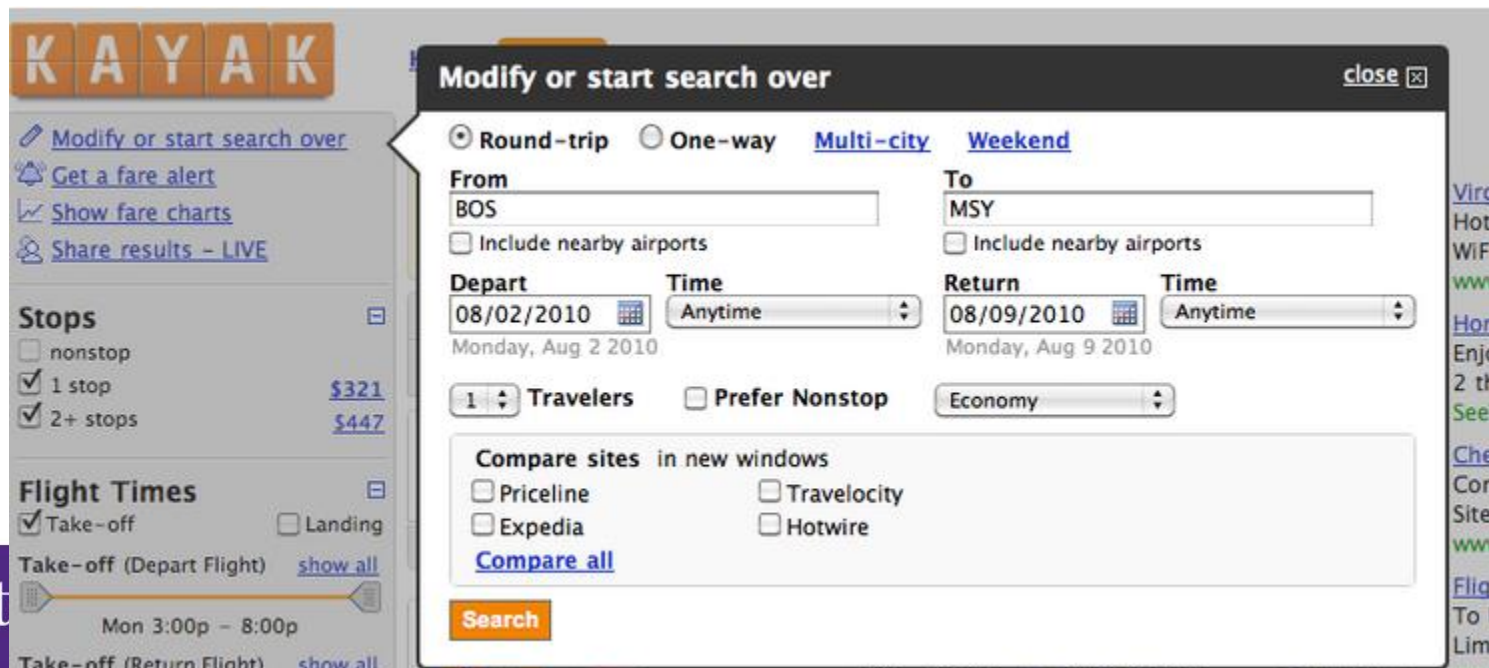 KAYAK
Modify or start search over
Get a fare alert
Show fare charts
Share results - LIVE
Stops
nonstop
1 stop $321
2+ stops $447
Flight Times
Take-off Landing
Take-off (Depart Flight) show all
Mon 3:00p - 8:00p
Take-off (Return Flight) show all
Modify or start search over close
Round-trip One-way Multi-city Weekend
From To
BOS MSY
Include nearby airports Include nearby airports
Depart Time Return Time
08/02/2010 Anytime 08/09/2010 Anytime
Monday, Aug 2 2010 Monday, Aug 9 2010
1 Travelers Prefer Nonstop Economy
Compare sites in new windows
Priceline Travelocity
Expedia Hotwire
Compare all
Search
2
See
To